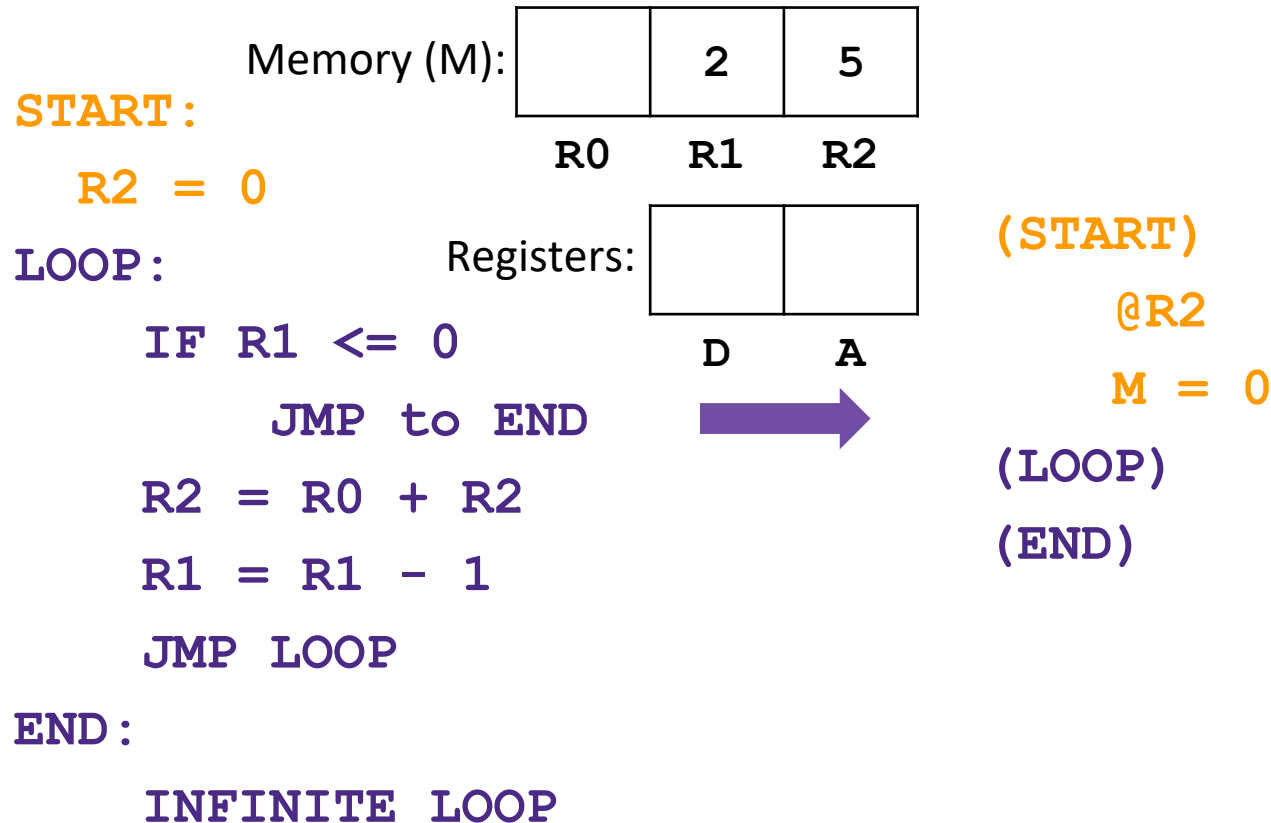 Memory (M):
2 5
R0 R1 R2
Registers:
D A
START:
R2 = 0
LOOP:
IF R1 <= 0
JMP to END
R2 = R0 + R2
R1 = R1 - 1
JMP LOOP
END:
INFINITE LOOP
(START)
@R2
M = 0
(LOOP)
(END)